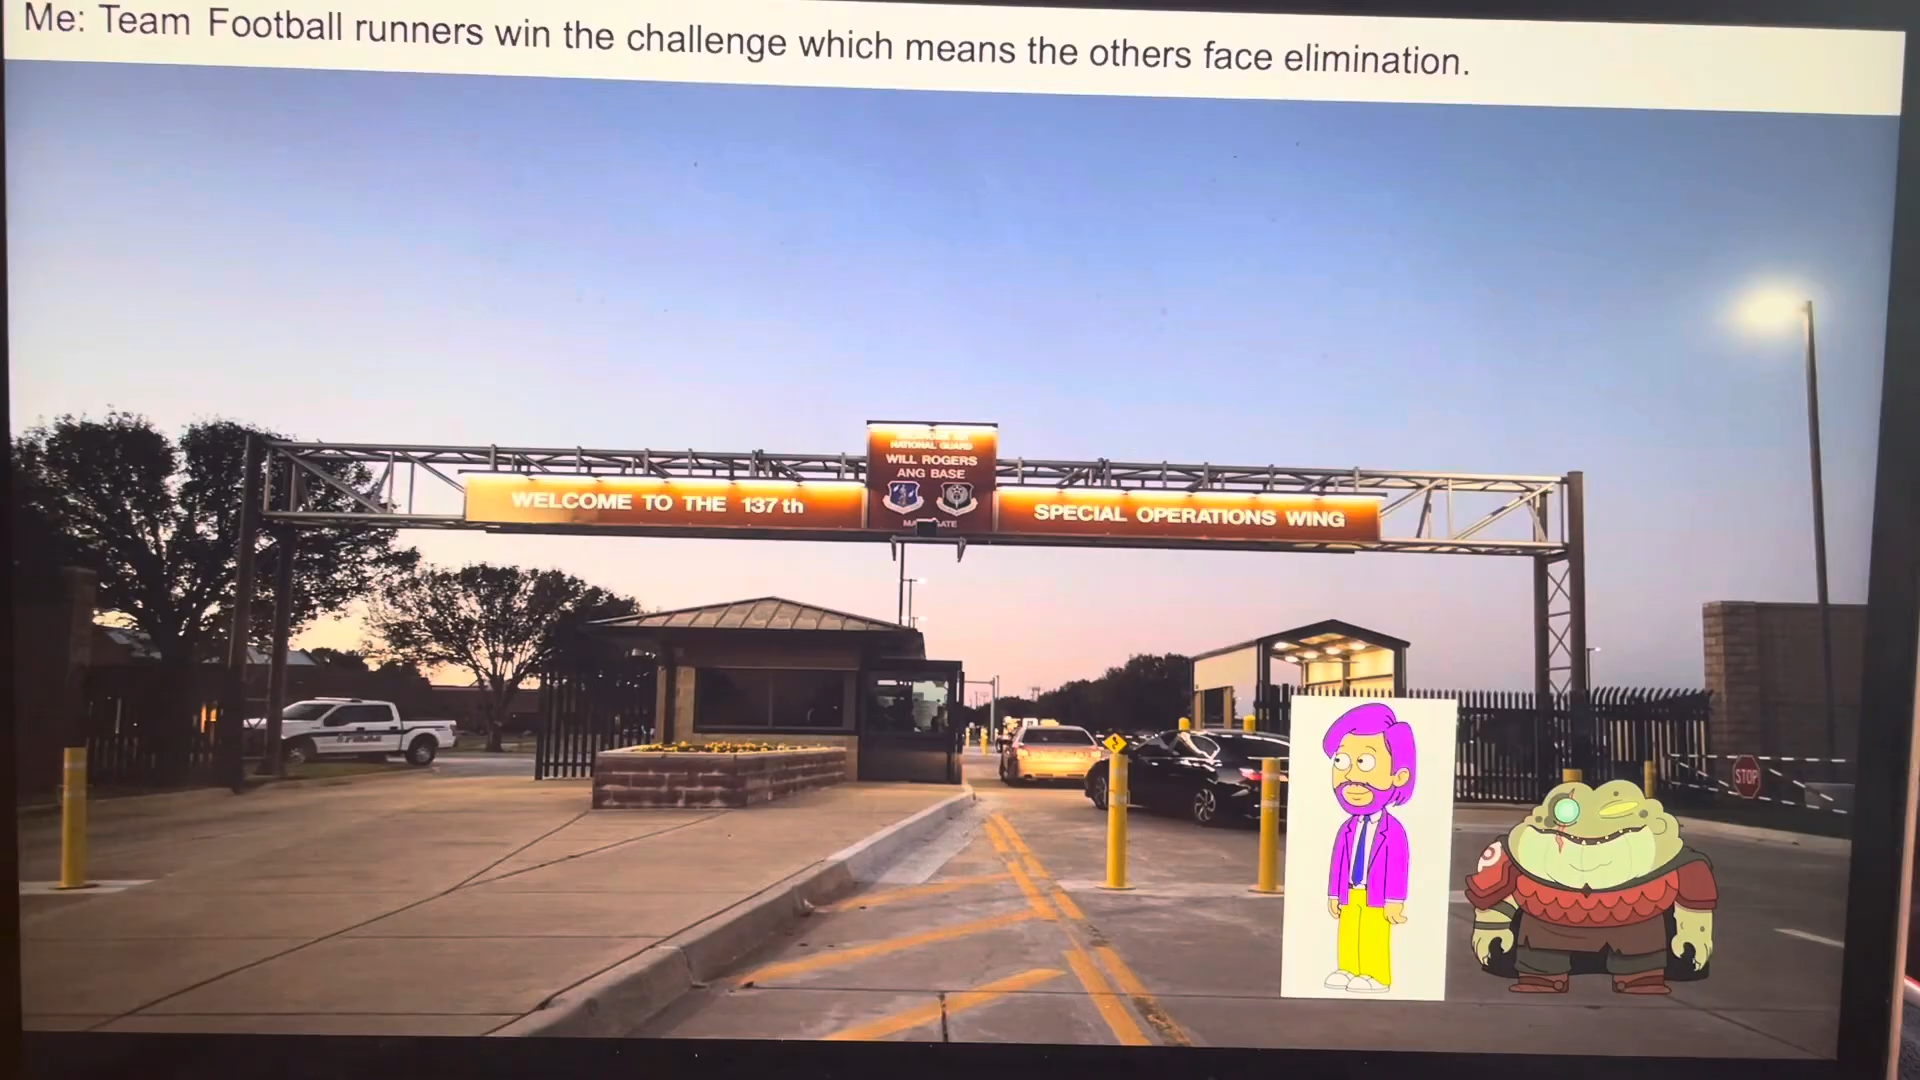 Me: Team Football runners win the challenge which means the others face elimination.
NATIONAL GUARD
WILL ROGERS
ANG BASE
WELCOME TO THE 137th
SPECIAL OPERATIONS WING
STOP